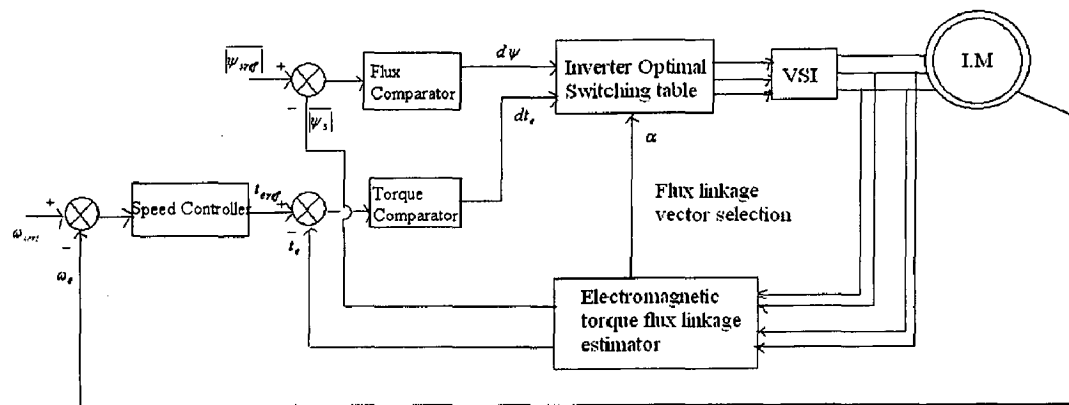 |ψsref|
+
−
Flux
Comparator
dψ
|ψs|
Inverter Optimal
Switching table
VSI
I.M
dte
α
Flux linkage
vector selection
+
−
ωe
Speed Controller
teref
+
−
te
Torque
Comparator
Electromagnetic
torque flux linkage
estimator